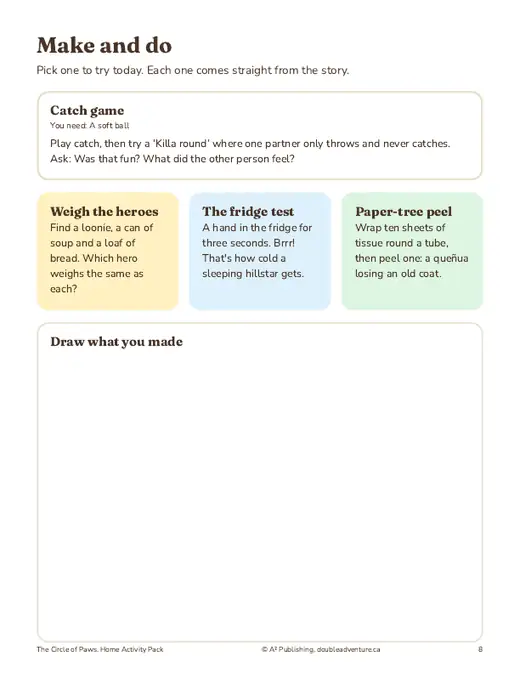 Make and do
Pick one to try today. Each one comes straight from the story.
Catch game
You need: A soft ball
Play catch, then try a 'Killa round' where one partner only throws and never catches.
Ask: Was that fun? What did the other person feel?
Weigh the heroes
Find a loonie, a can of
soup and a loaf of
bread. Which hero
weighs the same as
each?
The fridge test
A hand in the fridge for
three seconds. Brrr!
That's how cold a
sleeping hillstar gets.
Paper-tree peel
Wrap ten sheets of
tissue round a tube,
then peel one: a queñua
losing an old coat.
Draw what you made
The Circle of Paws. Home Activity Pack
© A² Publishing, doubleadventure.ca
8